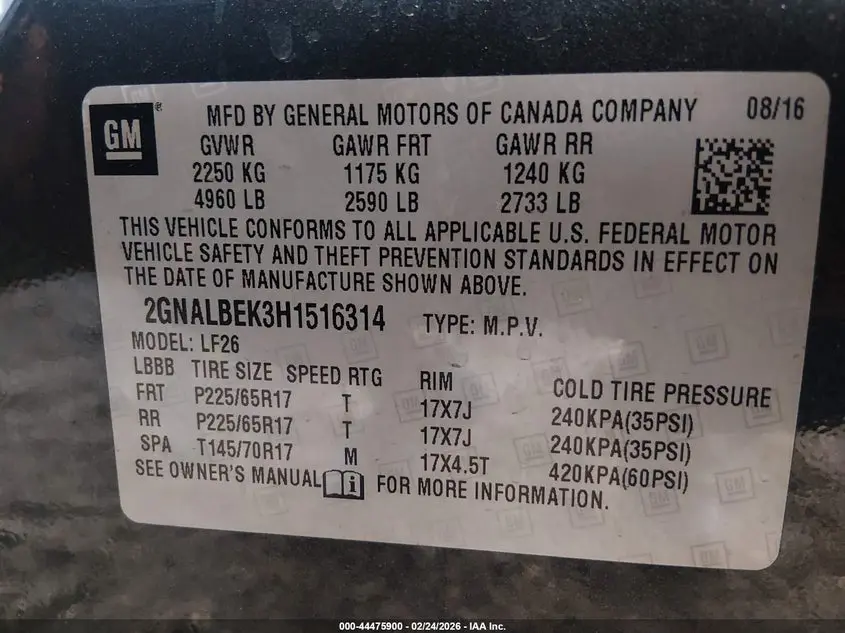 GM ® MFD BY GENERAL MOTORS OF CANADA COMPANY 08/16
GVWR GAWR FRT GAWR RR
2250 KG 1175 KG 1240 KG
4960 LB 2590 LB 2733 LB
THIS VEHICLE CONFORMS TO ALL APPLICABLE U.S. FEDERAL MOTOR
VEHICLE SAFETY AND THEFT PREVENTION STANDARDS IN EFFECT ON
THE DATE OF MANUFACTURE SHOWN ABOVE.
2GNALBEK3H1516314 TYPE: M.P.V.
MODEL: LF26
LBBB TIRE SIZE SPEED RTG RIM COLD TIRE PRESSURE
FRT P225/65R17 T 17X7J 240KPA(35PSI)
RR P225/65R17 T 17X7J 240KPA(35PSI)
SPA T145/70R17 M 17X4.5T 420KPA(60PSI)
SEE OWNER'S MANUAL i FOR MORE INFORMATION.
000-44475900 - 02/24/2026 - IAA Inc.